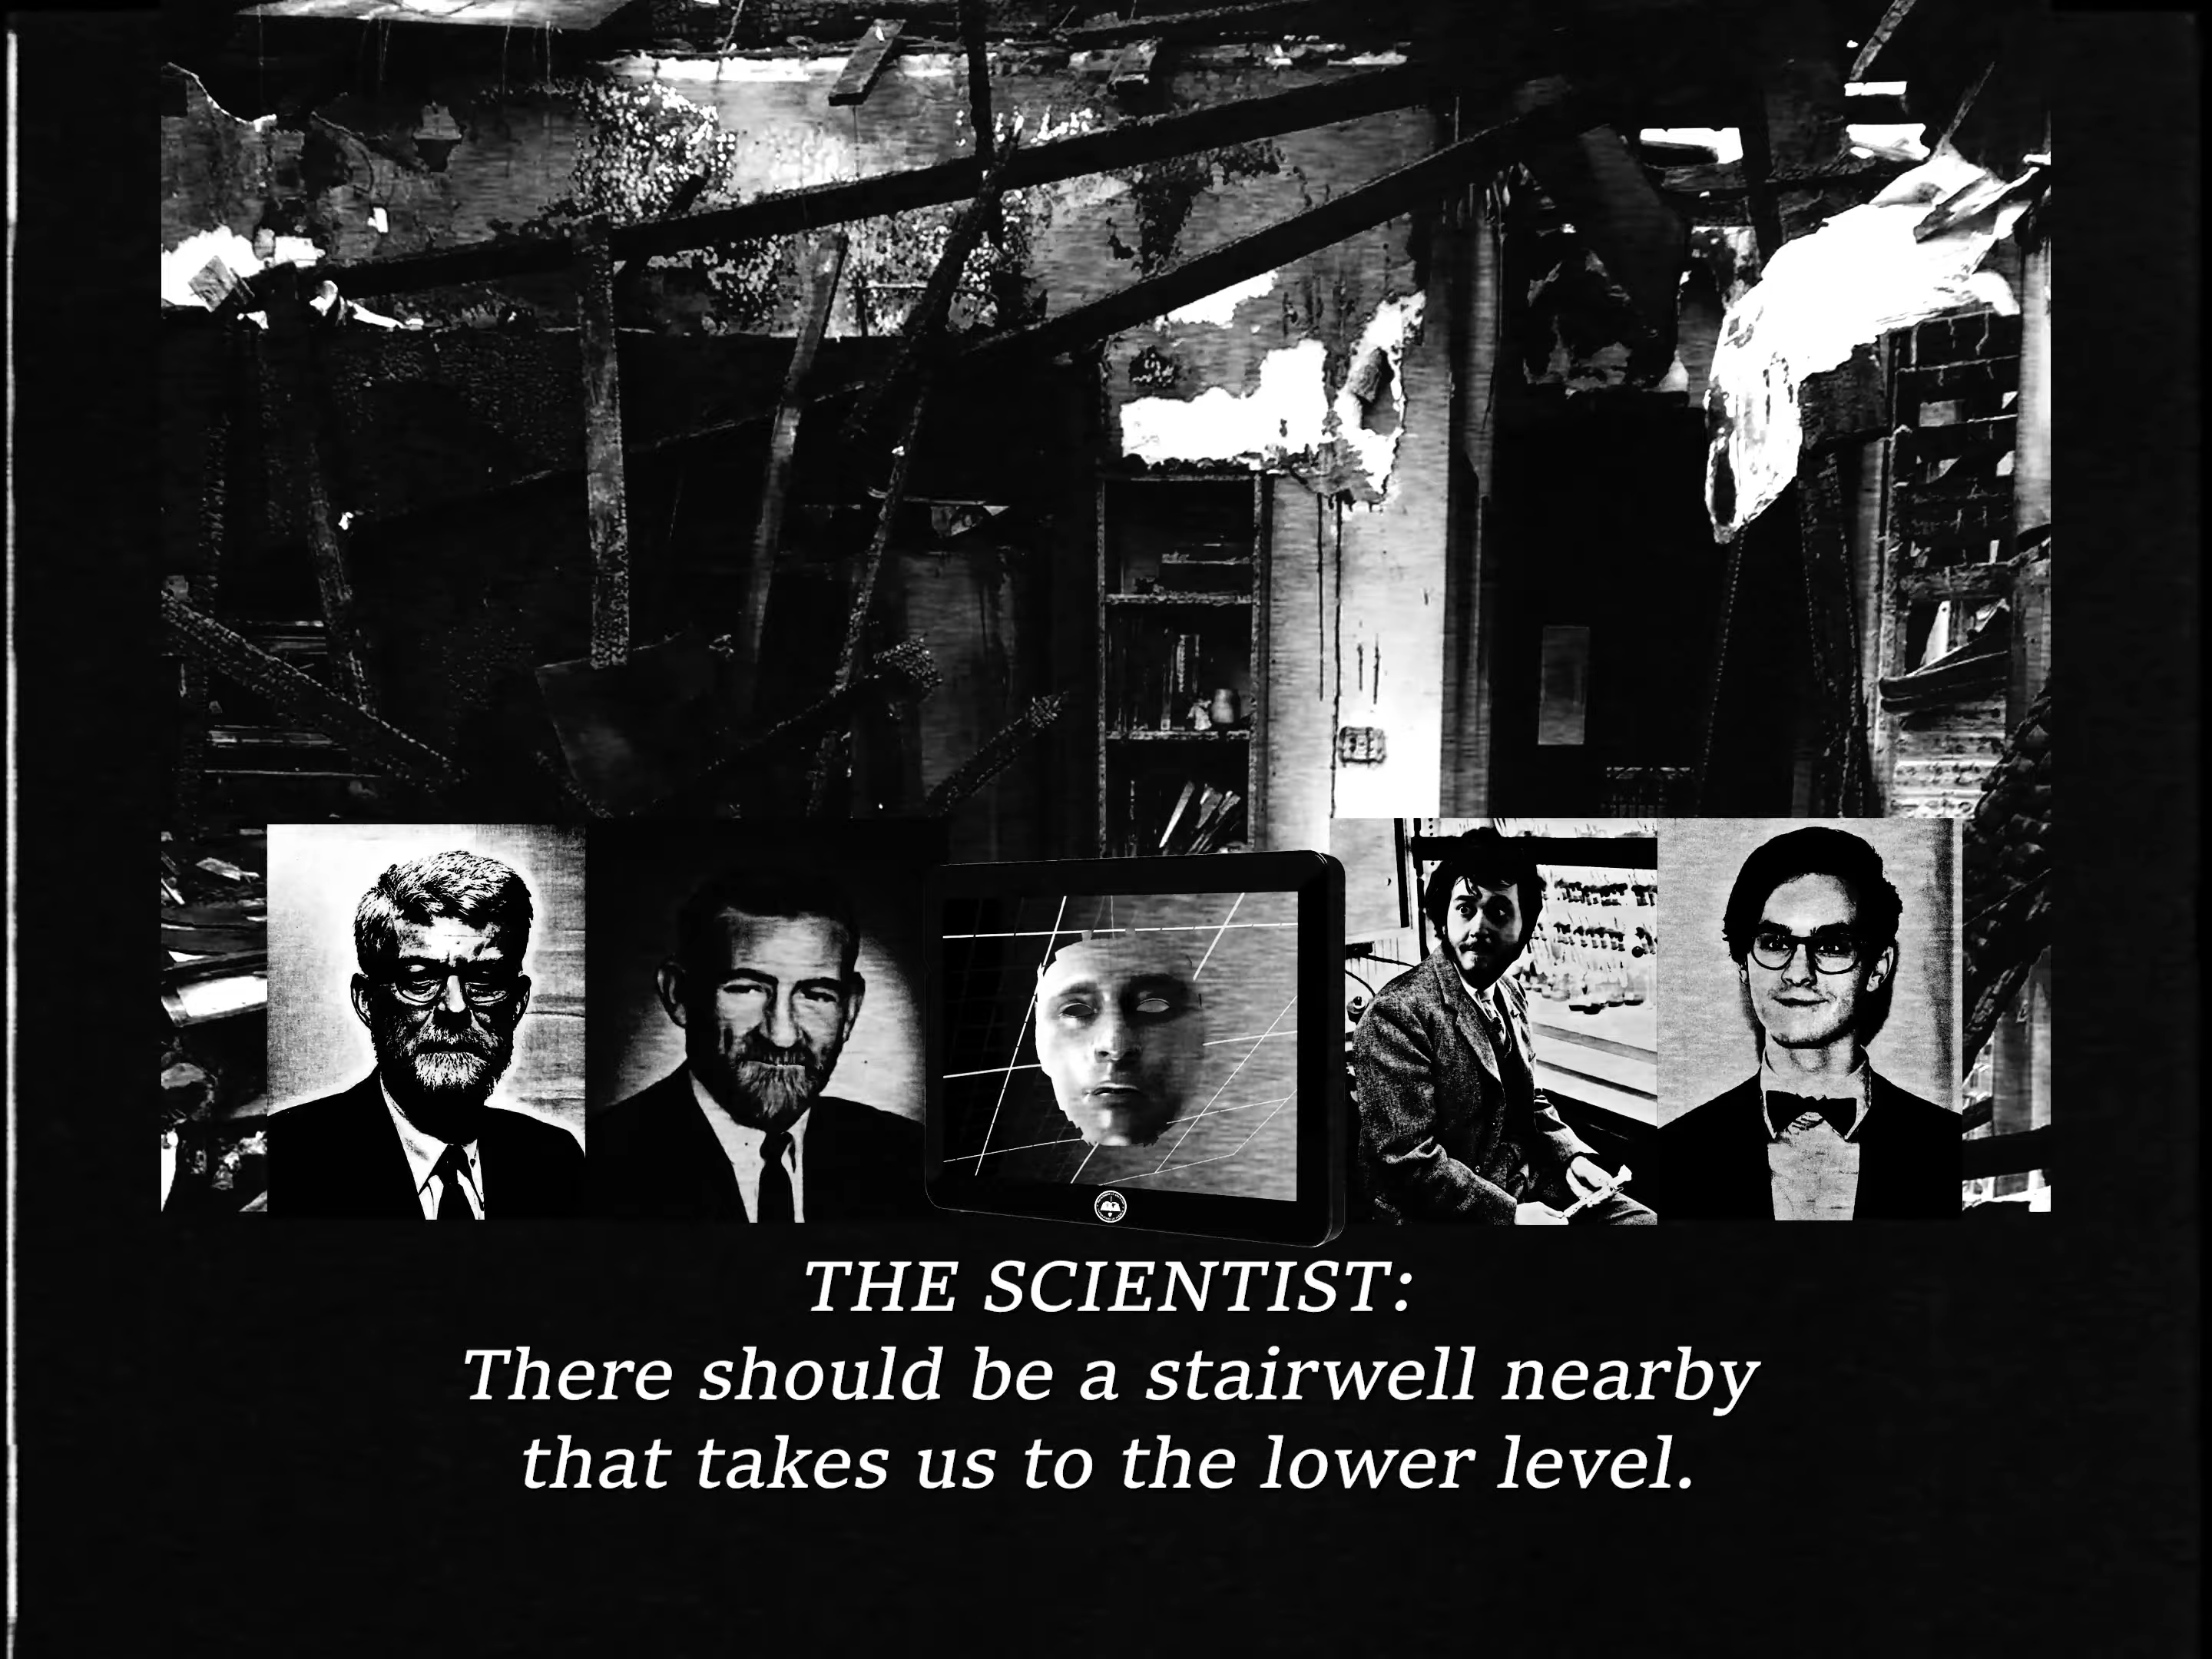 THE SCIENTIST:
There should be a stairwell nearby
that takes us to the lower level.